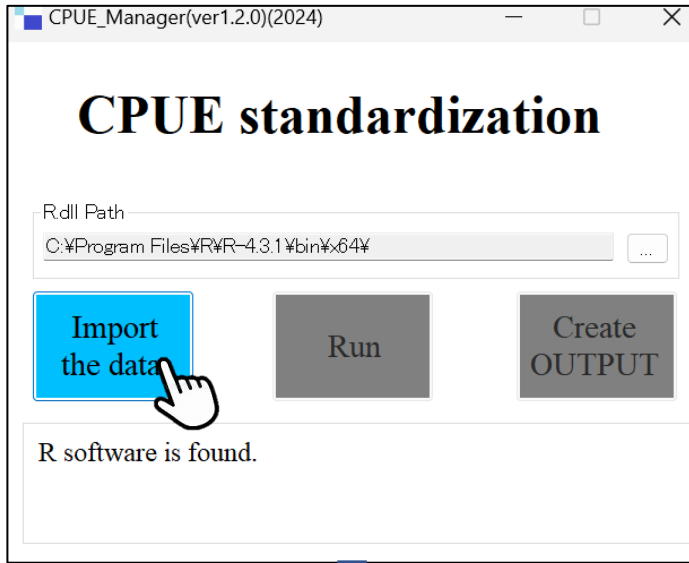 CPUE_Manager(ver1.2.0)(2024)
CPUE standardization
R.dll Path
C:¥Program Files¥R¥R-4.3.1¥bin¥x64¥
...
Import
the data
Run
Create
OUTPUT
R software is found.